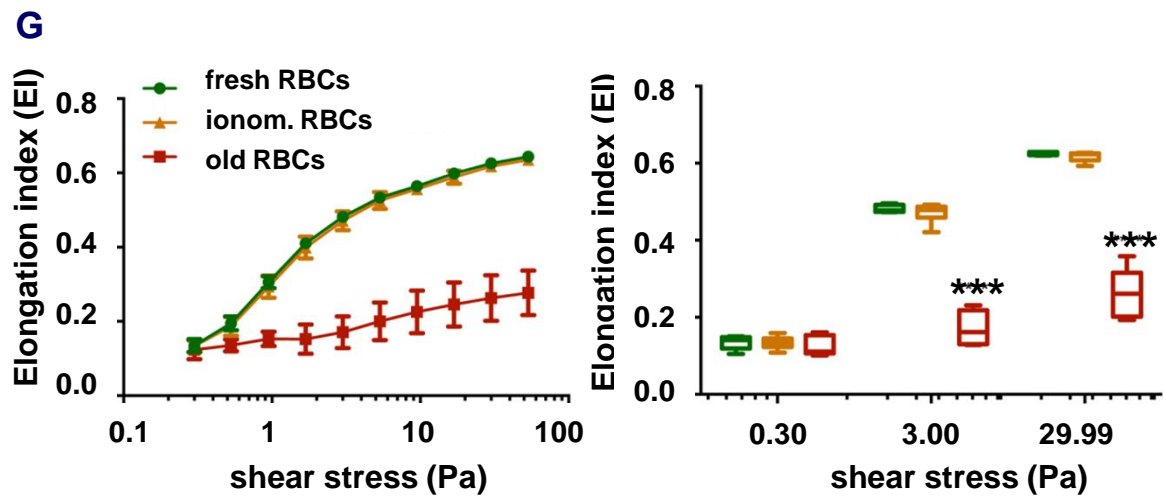 G
Elongation index (EI)
fresh RBCs
ionom. RBCs
old RBCs
0.8
0.6
0.4
0.2
0.0
0.1 1 10 100
shear stress (Pa)
Elongation index (EI)
0.8
0.6
0.4
0.2
0.0
***
***
0.30 3.00 29.99
shear stress (Pa)